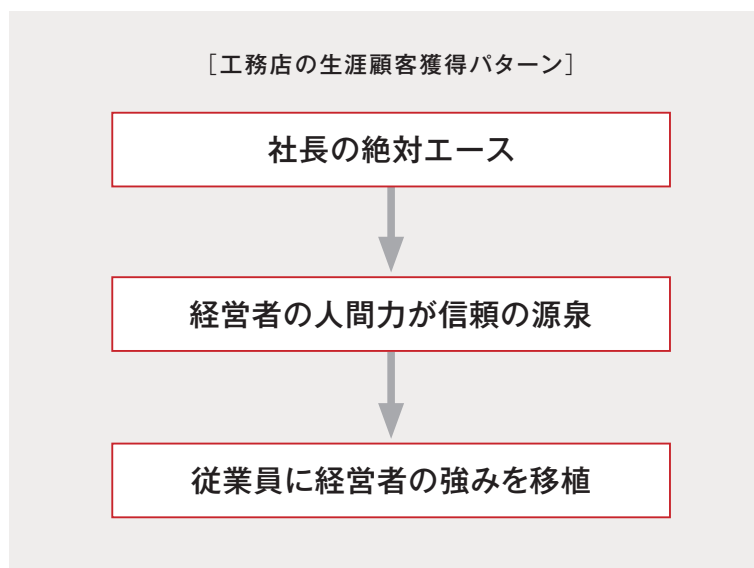 ［工務店の生涯顧客獲得パターン］
社長の絶対エース
経営者の人間力が信頼の源泉
従業員に経営者の強みを移植